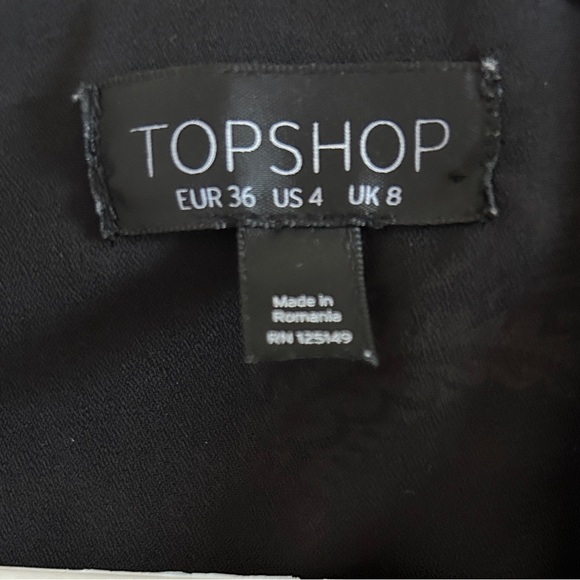 TOPSHOP
EUR 36 US 4 UK 8
Made in
Romania
RN 125149